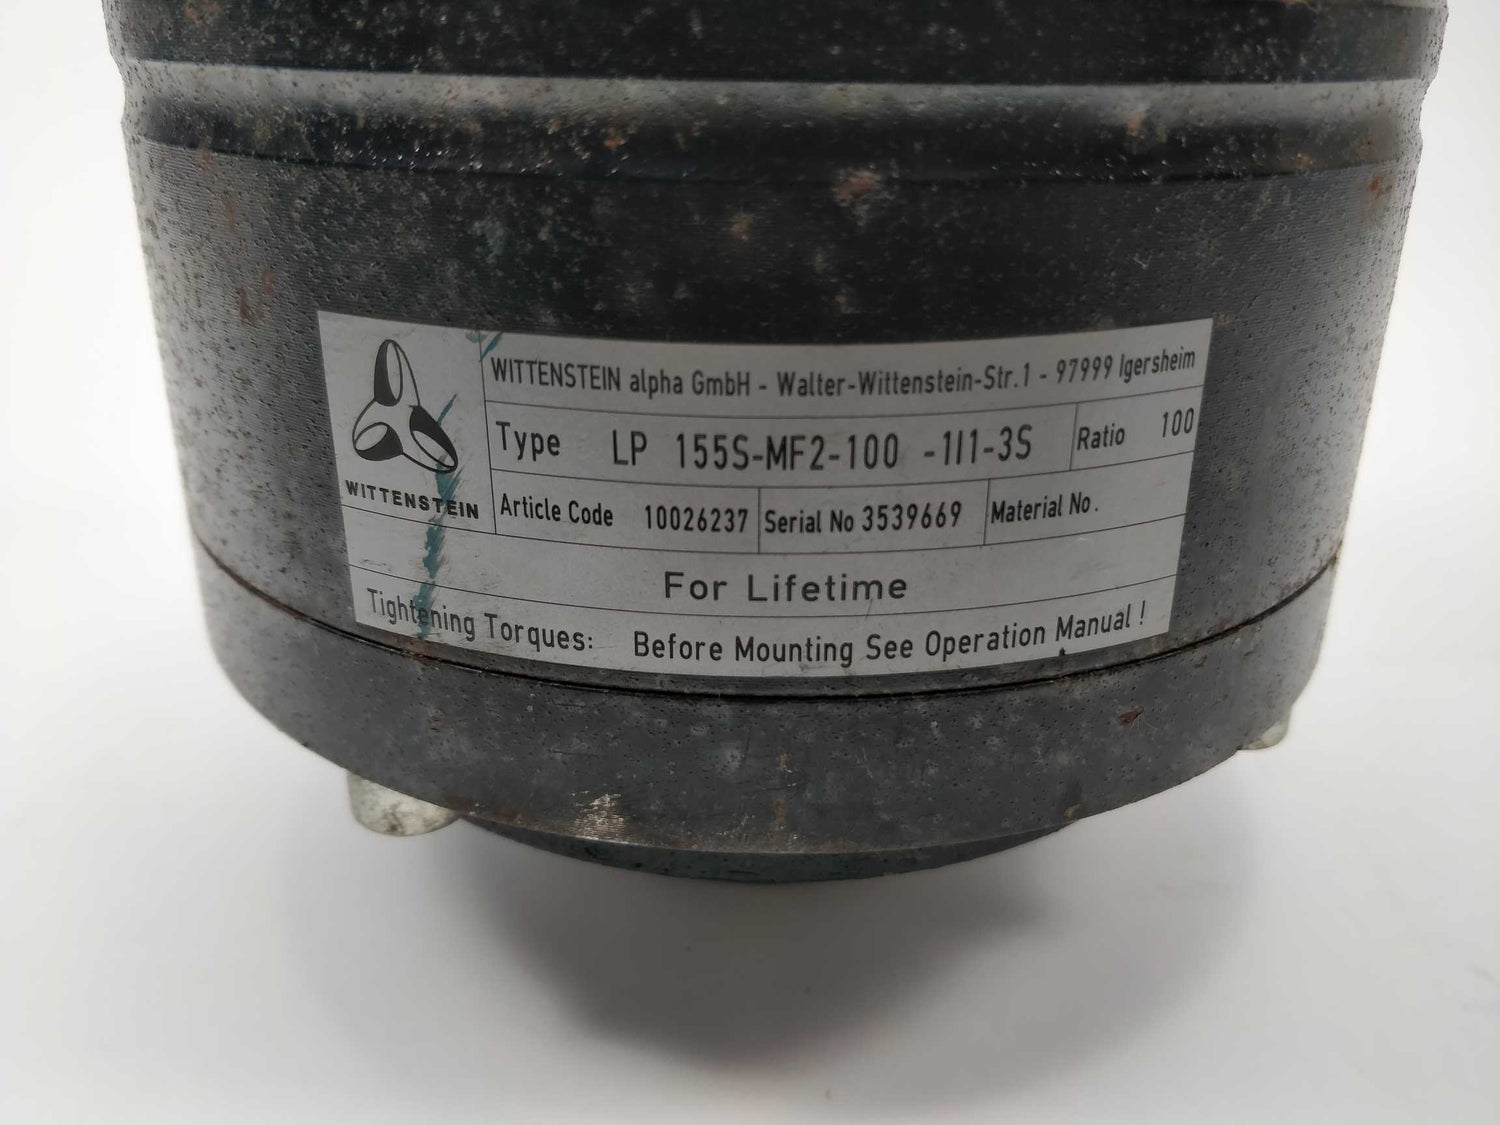 WITTENSTEIN alpha GmbH - Walter-Wittenstein-Str.1 - 97999 Igersheim
Type LP 155S-MF2-100 -1I1-3S Ratio 100
WITTENSTEIN
Article Code 10026237 Serial No 3539669 Material No.
For Lifetime
Tightening Torques: Before Mounting See Operation Manual !